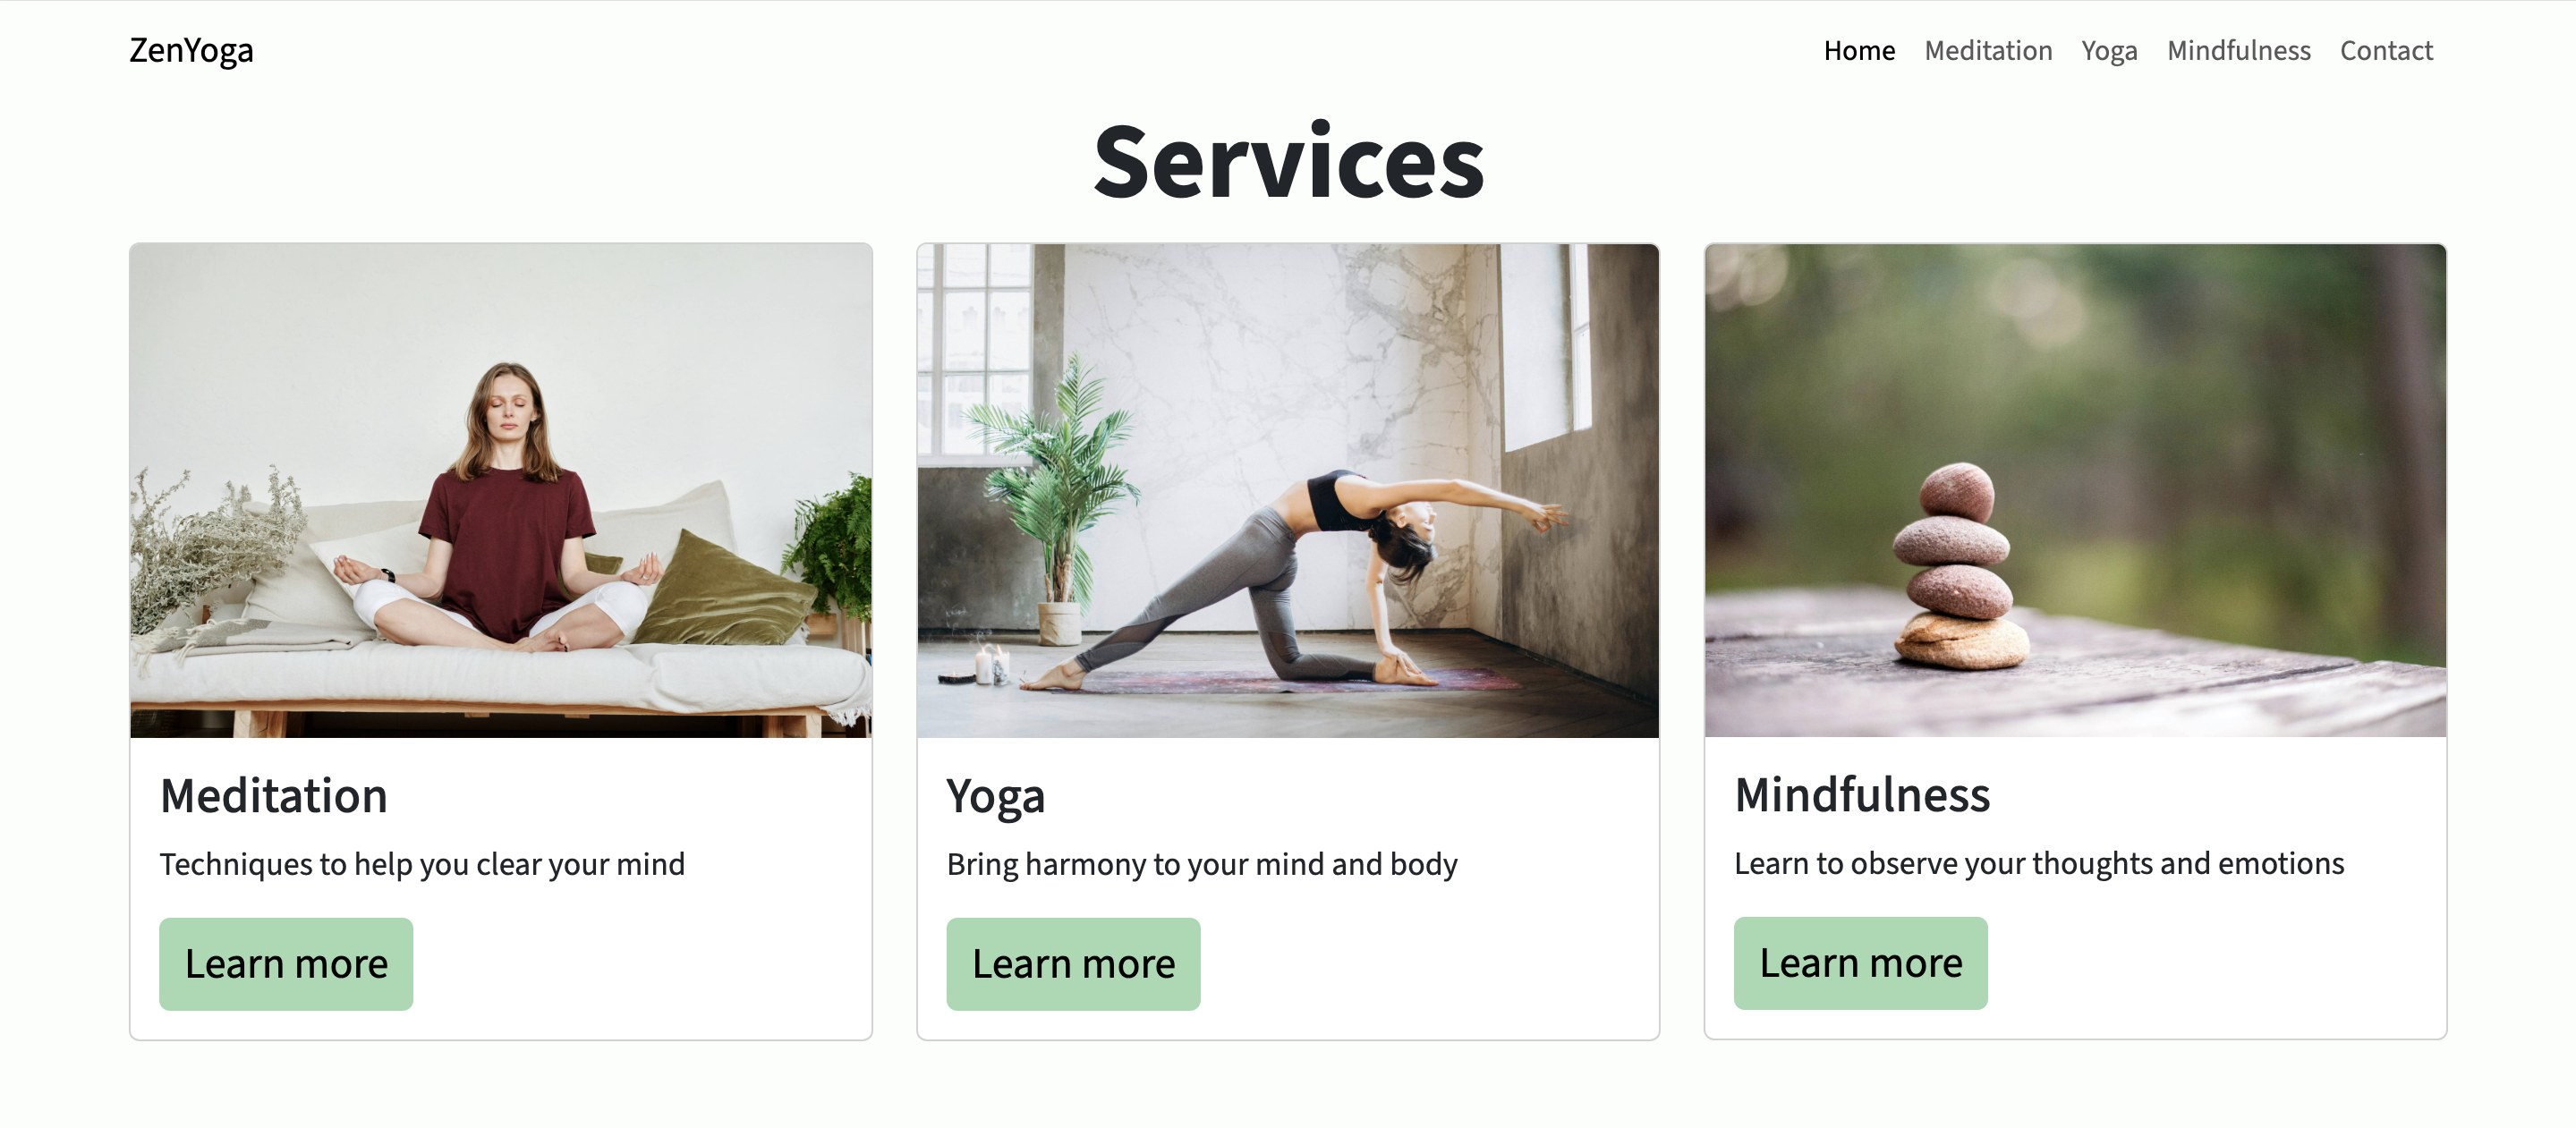 ZenYoga
Home Meditation Yoga Mindfulness Contact
Services
Meditation
Techniques to help you clear your mind
Learn more
Yoga
Bring harmony to your mind and body
Learn more
Mindfulness
Learn to observe your thoughts and emotions
Learn more